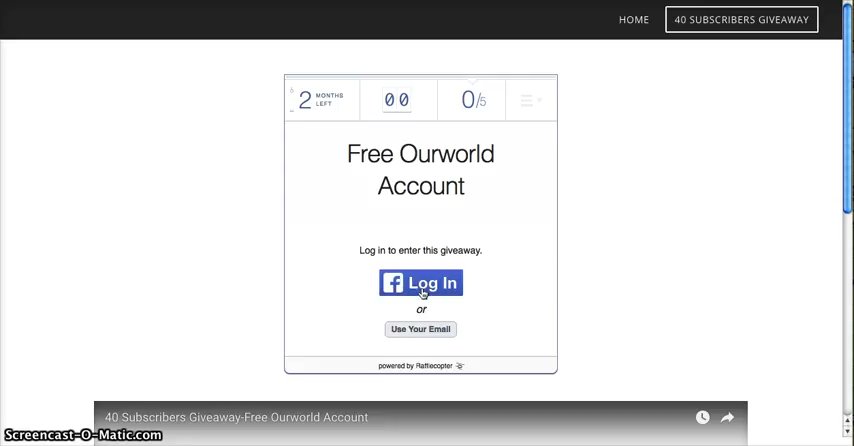 HOME
40 SUBSCRIBERS GIVEAWAY
2 MONTHS LEFT
00
0/5
Free Ourworld
Account
Log in to enter this giveaway.
f Log In
or
Use Your Email
powered by Rafflecopter
40 Subscribers Giveaway-Free Ourworld Account
Screencast-O-Matic.com